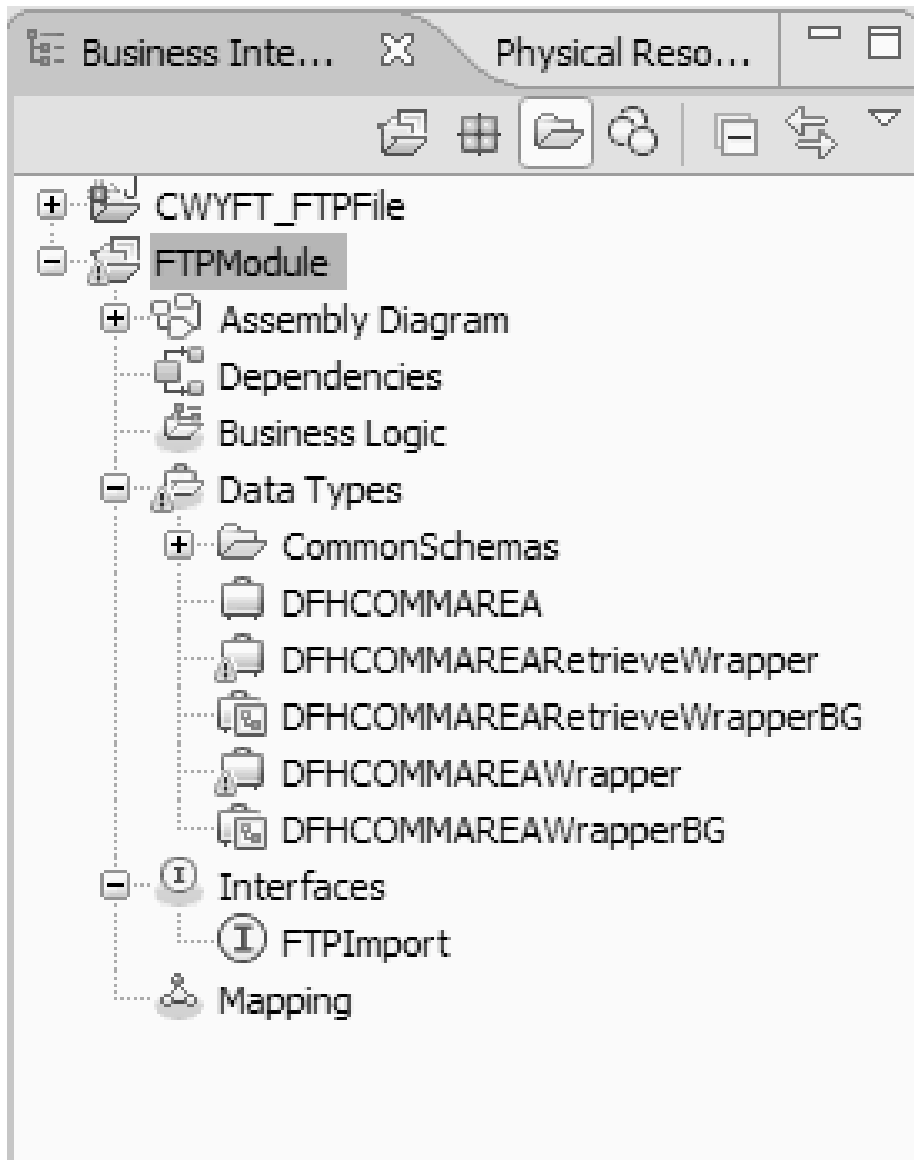 Business Inte... Physical Reso...
CWYFT_FTPFile
FTPModule
Assembly Diagram
Dependencies
Business Logic
Data Types
CommonSchemas
DFHCOMMAREA
DFHCOMMAREARetrieveWrapper
DFHCOMMAREARetrieveWrapperBG
DFHCOMMAREAWrapper
DFHCOMMAREAWrapperBG
Interfaces
FTPImport
Mapping